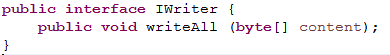 public interface IWriter {
    public void writeAll (byte[] content);
}